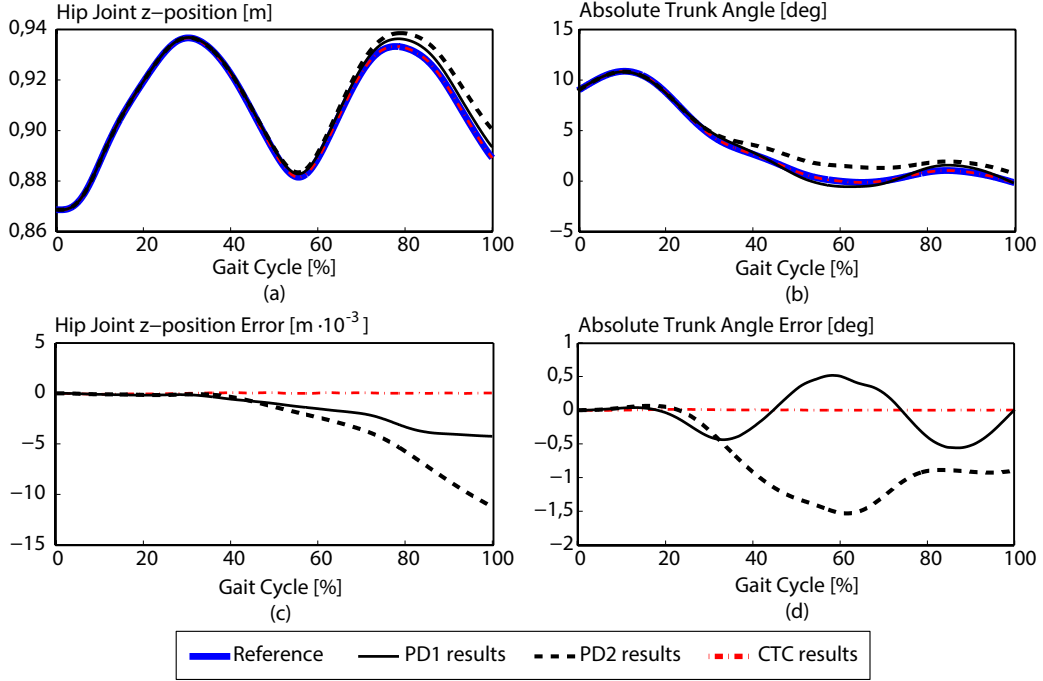 Hip Joint z−position [m]
0,94
0,92
0,90
0,88
0,86
0 20 40 60 80 100
Gait Cycle [%]
(a)
Absolute Trunk Angle [deg]
15
10
5
0
−5
0 20 40 60 80 100
Gait Cycle [%]
(b)
Hip Joint z−position Error [m ·10⁻³ ]
5
0
−5
−10
−15
0 20 40 60 80 100
Gait Cycle [%]
(c)
Absolute Trunk Angle Error [deg]
1
0,5
0
−0,5
−1
−1,5
−2
0 20 40 60 80 100
Gait Cycle [%]
(d)
Reference PD1 results PD2 results CTC results